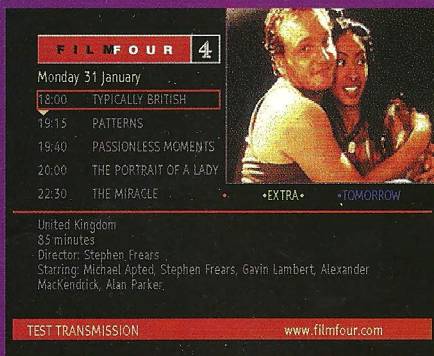 FILMFOUR 4
Monday 31 January
18:00 TYPICALLY BRITISH
19:15 PATTERNS
19:40 PASSIONLESS MOMENTS
20:00 THE PORTRAIT OF A LADY
22:30 THE MIRACLE
•EXTRA• •TOMORROW
United Kingdom
85 minutes
Director: Stephen Frears
Starring: Michael Apted, Stephen Frears, Gavin Lambert, Alexander
MacKendrick, Alan Parker.
TEST TRANSMISSION www.filmfour.com